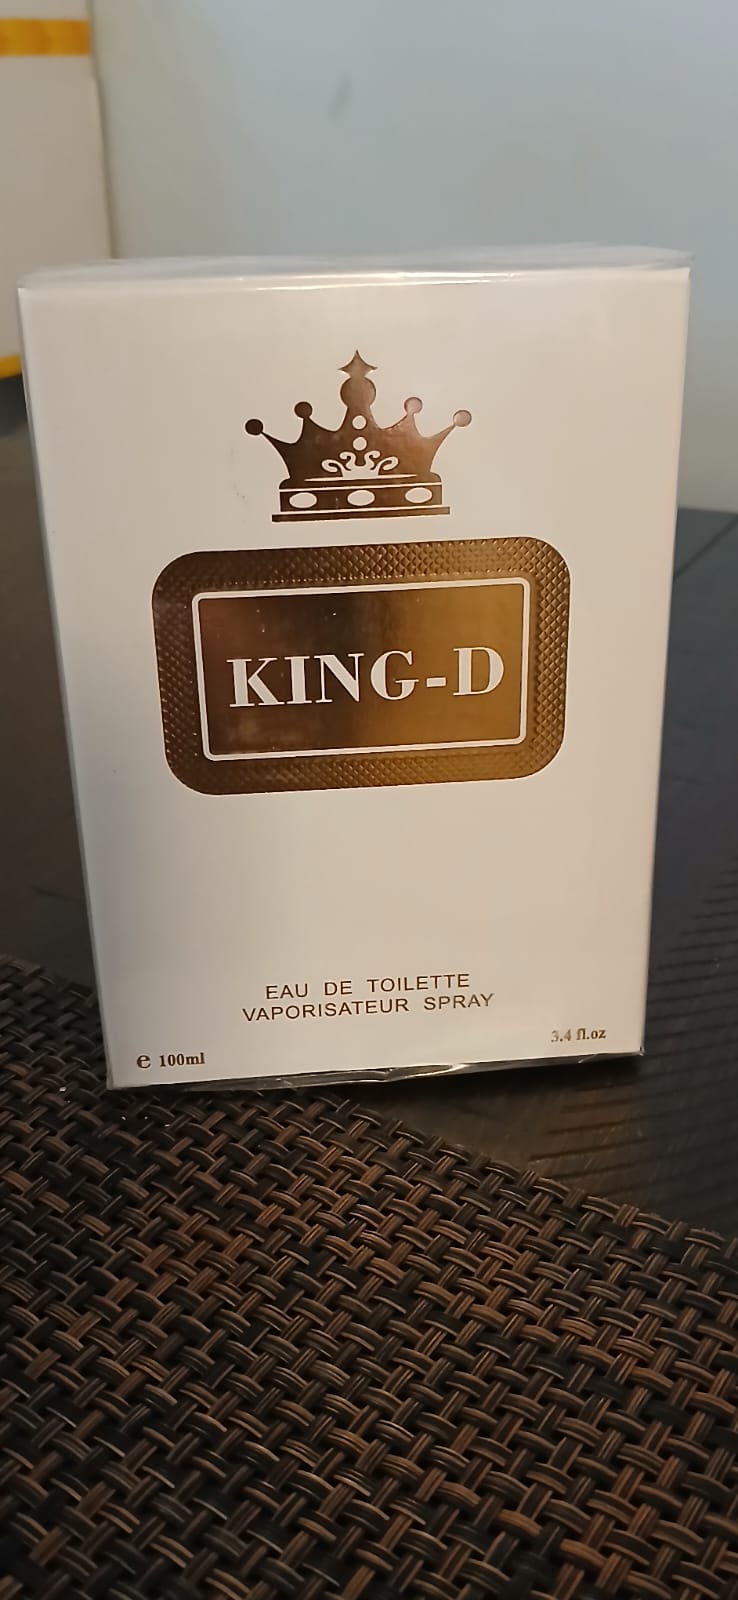 KING-D
EAU DE TOILETTE
VAPORISATEUR SPRAY
3.4 fl.oz
e 100ml